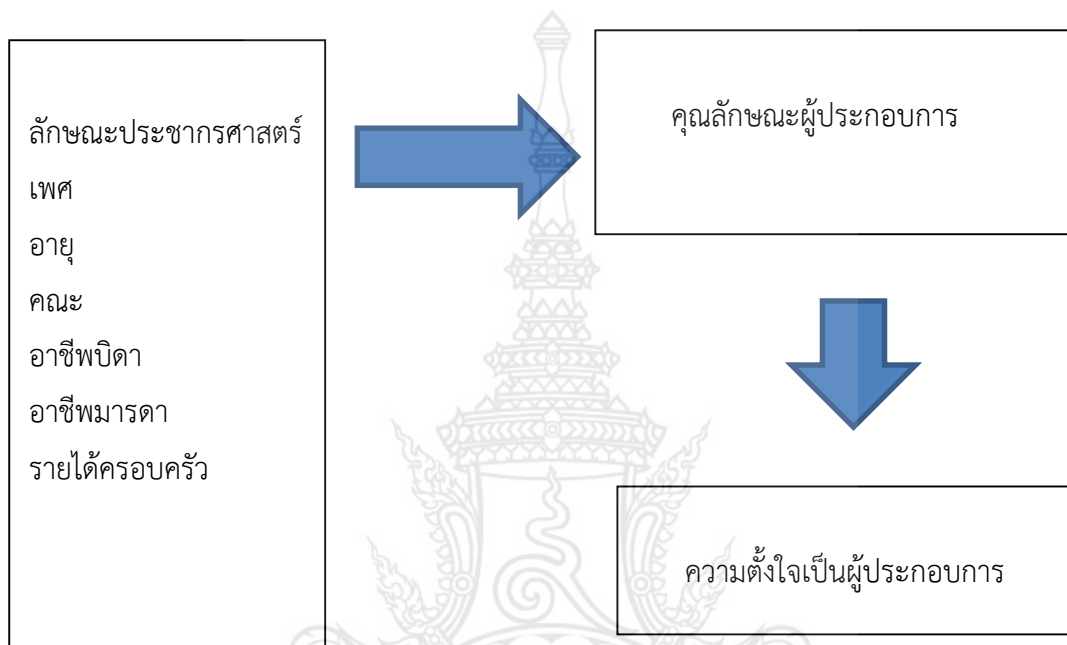 ลักษณะประชากรศาสตร์
เพศ
อายุ
คณะ
อาชีพบิดา
อาชีพมารดา
รายได้ครอบครัว
คุณลักษณะผู้ประกอบการ
ความตั้งใจเป็นผู้ประกอบการ